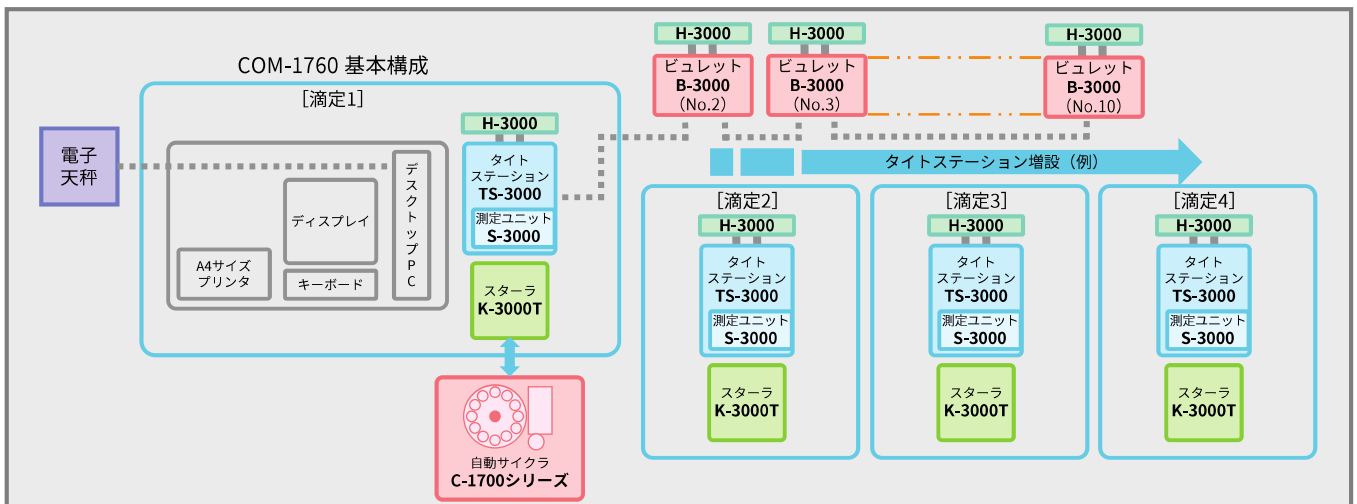 COM-1760 基本構成
[滴定1]
電子
天秤
ディスプレイ
A4サイズ
プリンタ
キーボード
デスクトップPC
H-3000
タイト
ステーション
TS-3000
測定ユニット
S-3000
スターラ
K-3000T
自動サイクラ
C-1700シリーズ
H-3000
ビュレット
B-3000
(No.2)
H-3000
ビュレット
B-3000
(No.3)
H-3000
ビュレット
B-3000
(No.10)
タイトステーション増設（例）
[滴定2]
H-3000
タイト
ステーション
TS-3000
測定ユニット
S-3000
スターラ
K-3000T
[滴定3]
H-3000
タイト
ステーション
TS-3000
測定ユニット
S-3000
スターラ
K-3000T
[滴定4]
H-3000
タイト
ステーション
TS-3000
測定ユニット
S-3000
スターラ
K-3000T